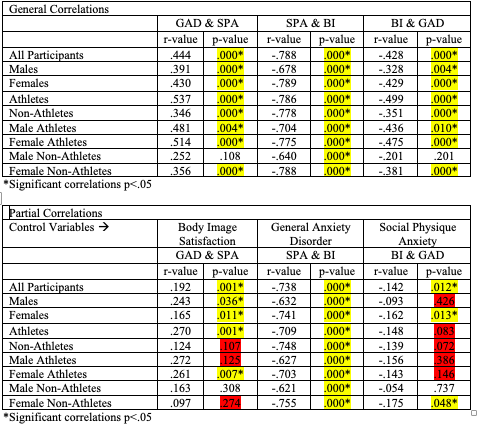 General Correlations
GAD & SPA SPA & BI BI & GAD
r-value p-value r-value p-value r-value p-value
All Participants .444 .000* -.788 .000* -.428 .000*
Males .391 .000* -.678 .000* -.328 .004*
Females .430 .000* -.789 .000* -.429 .000*
Athletes .537 .000* -.786 .000* -.499 .000*
Non-Athletes .346 .000* -.778 .000* -.351 .000*
Male Athletes .481 .004* -.704 .000* -.436 .010*
Female Athletes .514 .000* -.775 .000* -.475 .000*
Male Non-Athletes .252 .108 -.640 .000* -.201 .201
Female Non-Athletes .356 .000* -.788 .000* -.381 .000*
*Significant correlations p<.05
Partial Correlations
Control Variables → Body Image General Anxiety Social Physique
Satisfaction Disorder Anxiety
GAD & SPA SPA & BI BI & GAD
r-value p-value r-value p-value r-value p-value
All Participants .192 .001* -.738 .000* -.142 .012*
Males .243 .036* -.632 .000* -.093 .426
Females .165 .011* -.741 .000* -.162 .013*
Athletes .270 .001* -.709 .000* -.148 .083
Non-Athletes .124 .107 -.748 .000* -.139 .072
Male Athletes .272 .125 -.627 .000* -.156 .386
Female Athletes .261 .007* -.703 .000* -.143 .146
Male Non-Athletes .163 .308 -.621 .000* -.054 .737
Female Non-Athletes .097 .274 -.755 .000* -.175 .048*
*Significant correlations p<.05